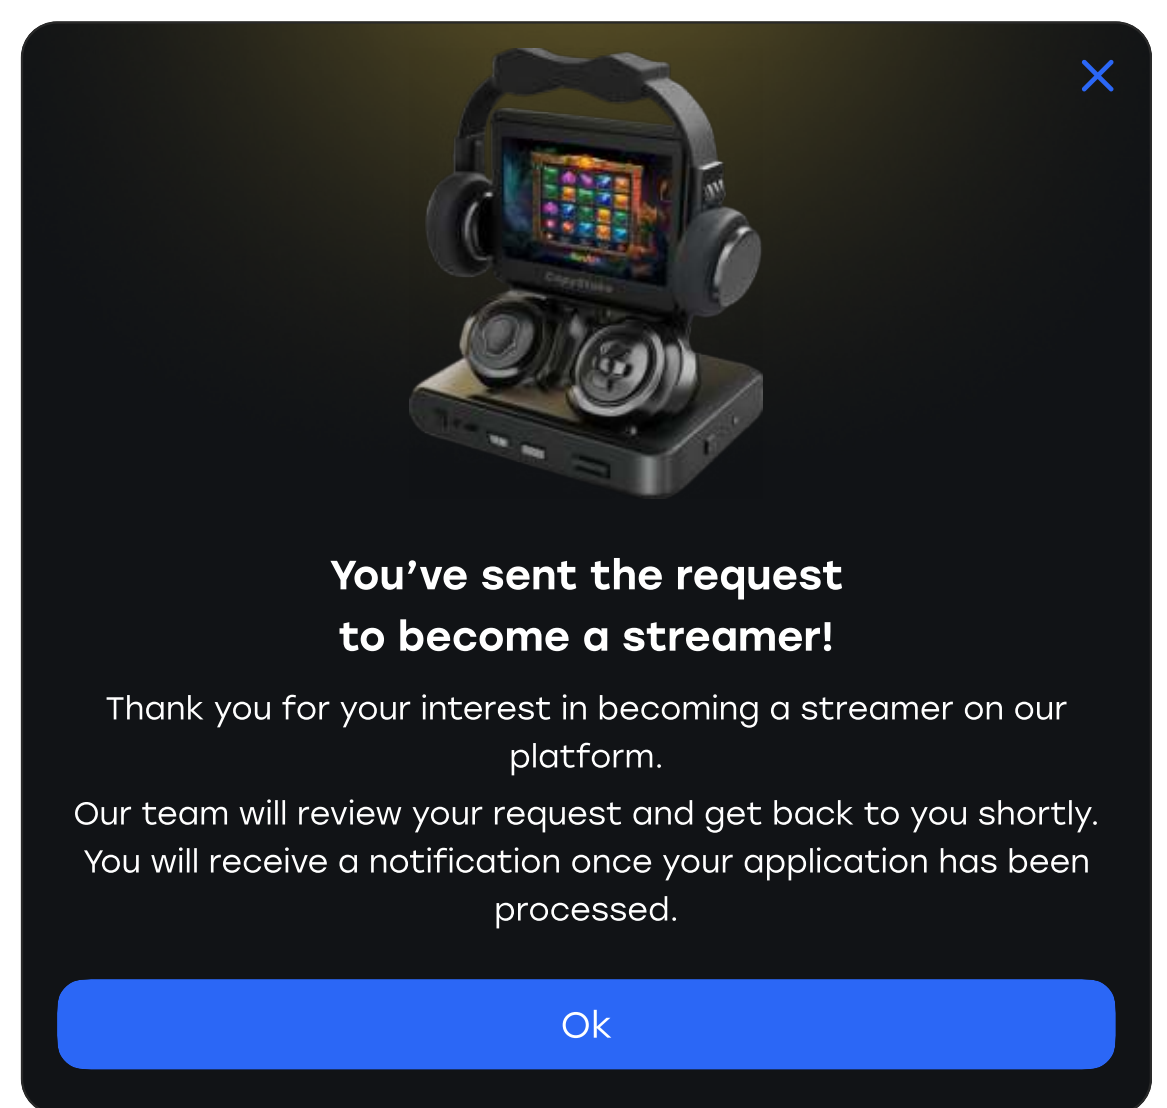 CopyStake
You’ve sent the request
to become a streamer!
Thank you for your interest in becoming a streamer on our
platform.
Our team will review your request and get back to you shortly.
You will receive a notification once your application has been
processed.
Ok